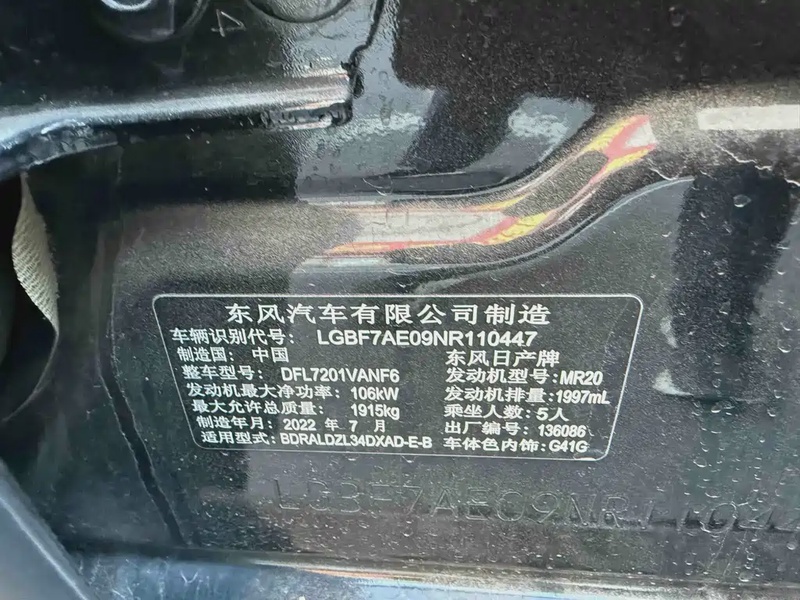 东风汽车有限公司制造
车辆识别代号: LGBF7AE09NR110447
制造国: 中国 东风日产牌
整车型号: DFL7201VANF6 发动机型号:MR20
发动机最大净功率: 106kW 发动机排量:1997mL
最大允许总质量: 1915kg 乘坐人数:5人
制造年月:2022 年 7 月 出厂编号:136086
适用型式:BDRALDZL34DXAD-E-B 车体色内饰:G41G
LGBF7AE09NR11044